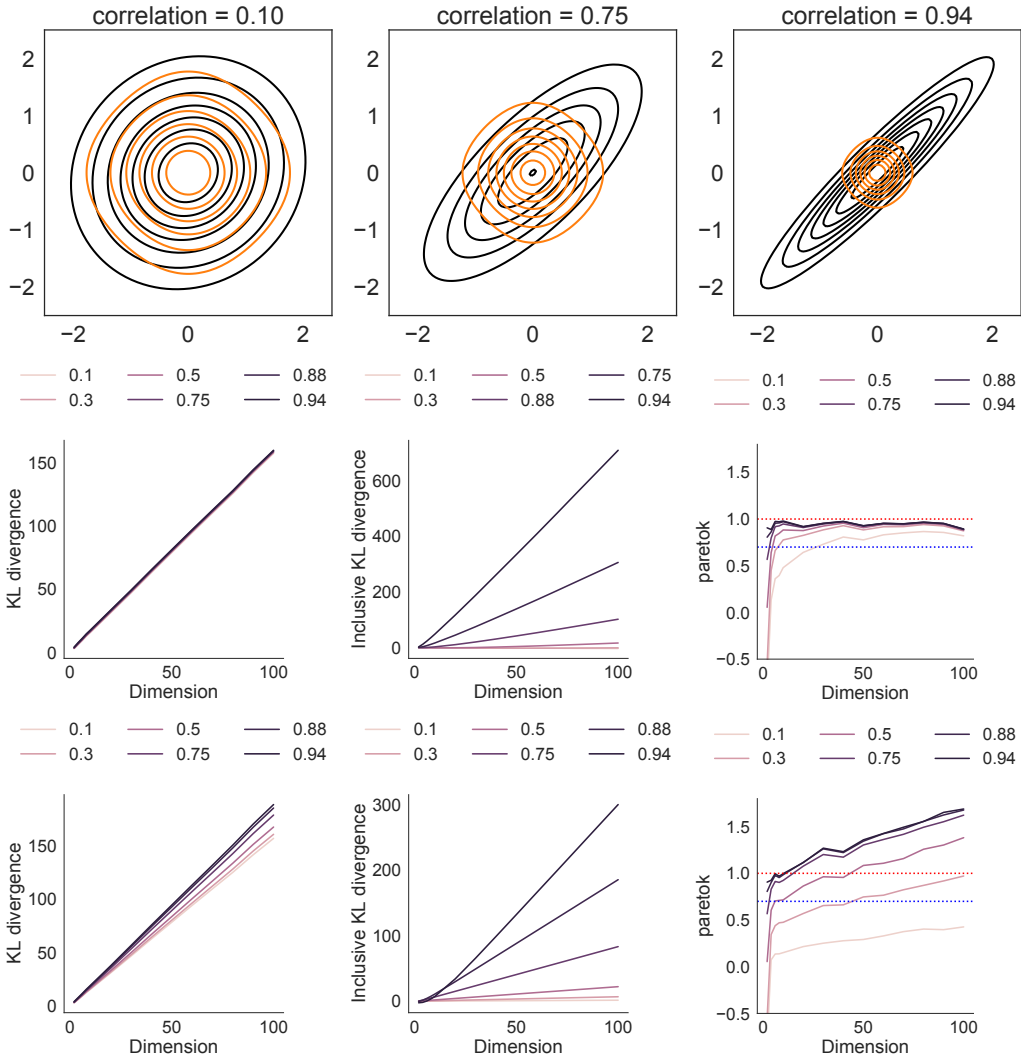 correlation = 0.10 correlation = 0.75 correlation = 0.94
2 2 2
1 1 1
0 0 0
−1 −1 −1
−2 −2 −2
−2 0 2 −2 0 2 −2 0 2
0.1 0.5 0.88 0.1 0.5 0.75 0.1 0.5 0.88
0.3 0.75 0.94 0.3 0.88 0.94 0.3 0.75 0.94
KL divergence
150
100
50
0
0 50 100
Dimension
Inclusive KL divergence
600
400
200
0
0 50 100
Dimension
paretok
1.5
1.0
0.5
0.0
−0.5
0 50 100
Dimension
0.1 0.5 0.88 0.1 0.5 0.88 0.1 0.5 0.88
0.3 0.75 0.94 0.3 0.75 0.94 0.3 0.75 0.94
KL divergence
150
100
50
0
0 50 100
Dimension
Inclusive KL divergence
300
200
100
0
0 50 100
Dimension
paretok
1.5
1.0
0.5
0.0
−0.5
0 50 100
Dimension